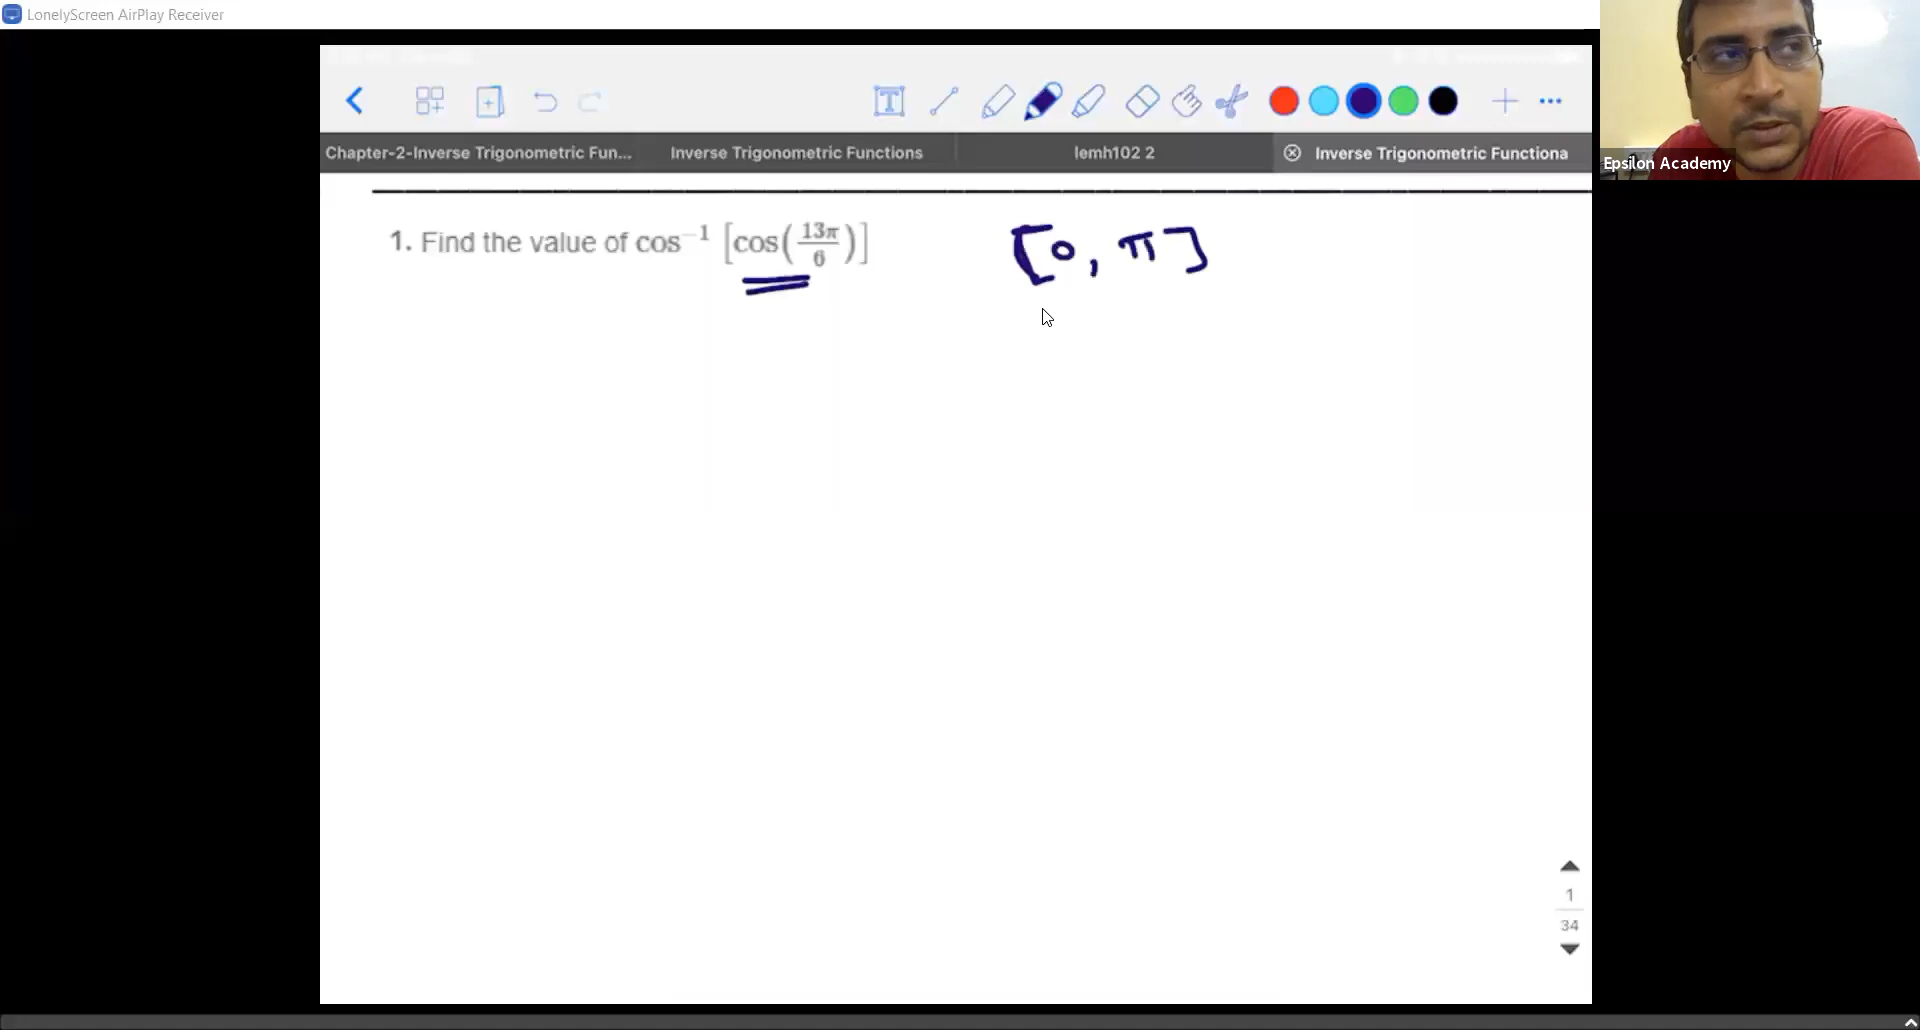 LonelyScreen AirPlay Receiver
Chapter-2-Inverse Trigonometric Fun... Inverse Trigonometric Functions lemh102 2 Inverse Trigonometric Functiona
Epsilon Academy
1. Find the value of cos⁻¹ [cos(13π/6)] [0, π]
1
34